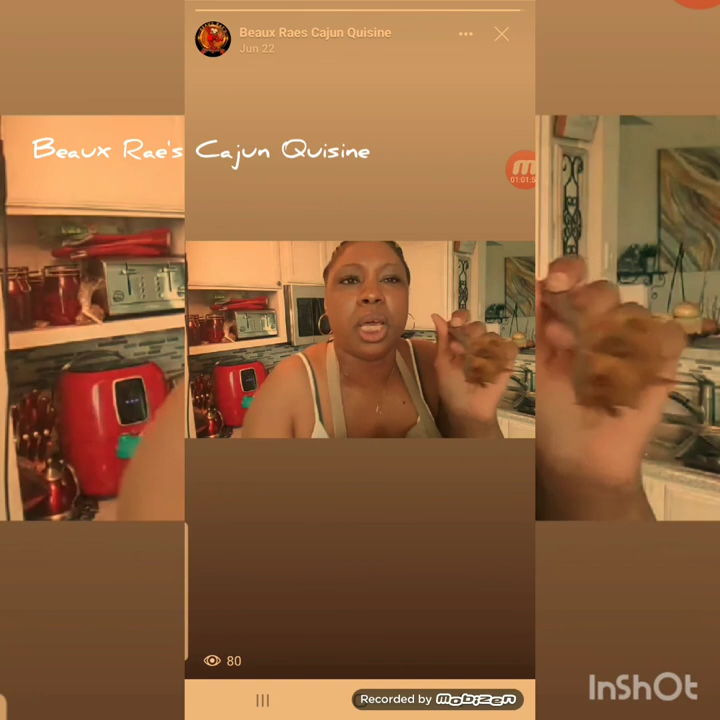 Beaux Raes Cajun Quisine
Jun 22
Beaux Rae's Cajun Quisine
80
Recorded by mobizen
InShOt